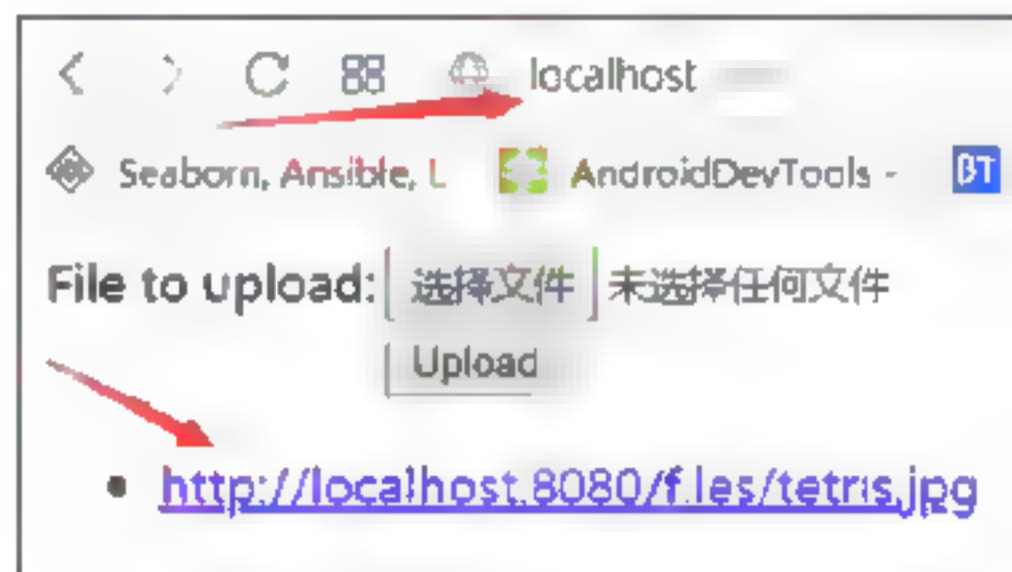 localhost
Seaborn, Ansible, L AndroidDevTools - BT
File to upload: 选择文件 未选择任何文件
Upload
http://localhost:8080/files/tetris.jpg